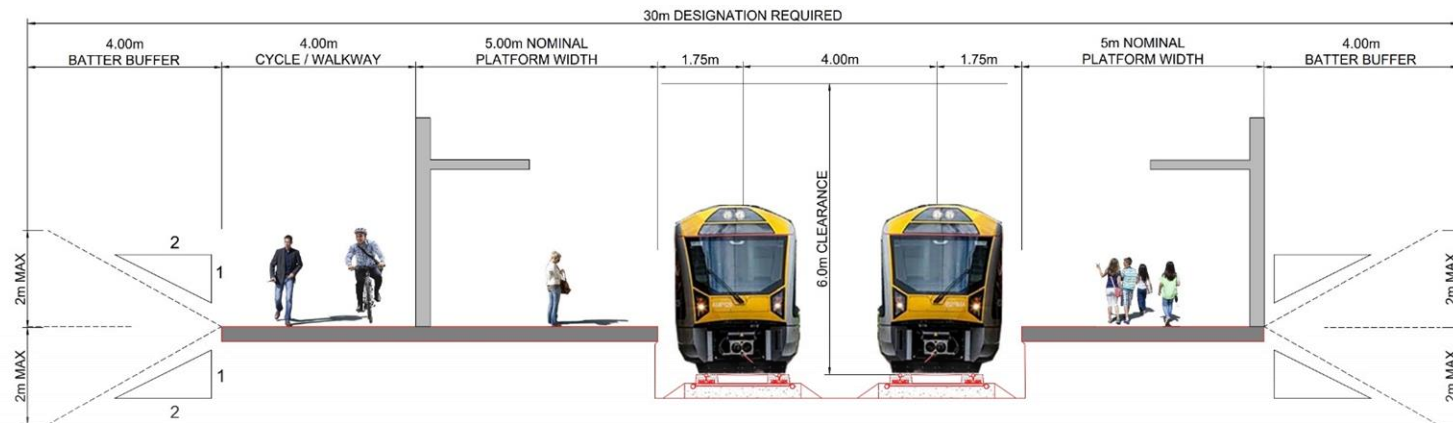 30m DESIGNATION REQUIRED
4.00m
BATTER BUFFER
4.00m
CYCLE / WALKWAY
5.00m NOMINAL
PLATFORM WIDTH
1.75m
4.00m
1.75m
5m NOMINAL
PLATFORM WIDTH
4.00m
BATTER BUFFER
6.0m CLEARANCE
2m MAX
2m MAX
2
1
1
2
2m MAX
2m MAX